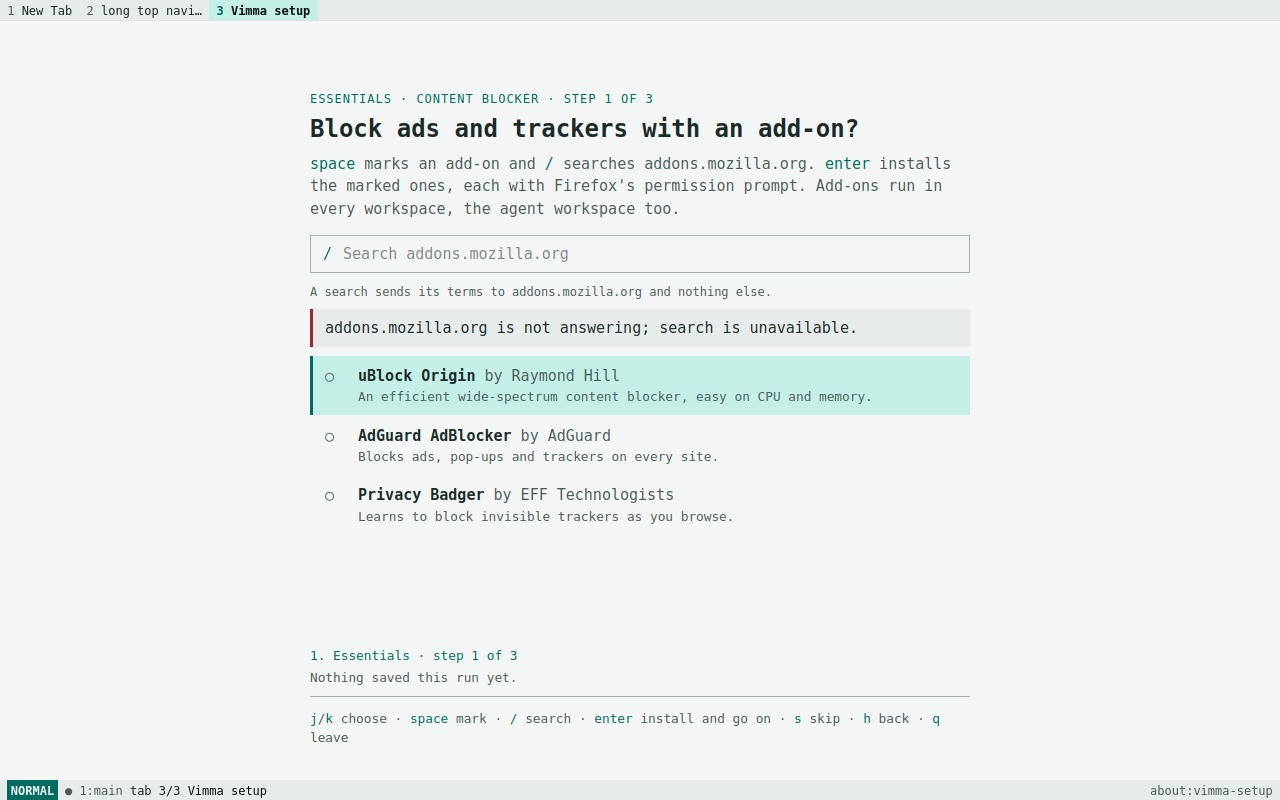 1 New Tab 2 long top navi… 3 Vimma setup
ESSENTIALS · CONTENT BLOCKER · STEP 1 OF 3
Block ads and trackers with an add-on?
space marks an add-on and / searches addons.mozilla.org. enter installs
the marked ones, each with Firefox's permission prompt. Add-ons run in
every workspace, the agent workspace too.
/ Search addons.mozilla.org
A search sends its terms to addons.mozilla.org and nothing else.
addons.mozilla.org is not answering; search is unavailable.
uBlock Origin by Raymond Hill
An efficient wide-spectrum content blocker, easy on CPU and memory.
AdGuard AdBlocker by AdGuard
Blocks ads, pop-ups and trackers on every site.
Privacy Badger by EFF Technologists
Learns to block invisible trackers as you browse.
1. Essentials · step 1 of 3
Nothing saved this run yet.
j/k choose · space mark · / search · enter install and go on · s skip · h back · q
leave
NORMAL ● 1:main tab 3/3 Vimma setup about:vimma-setup